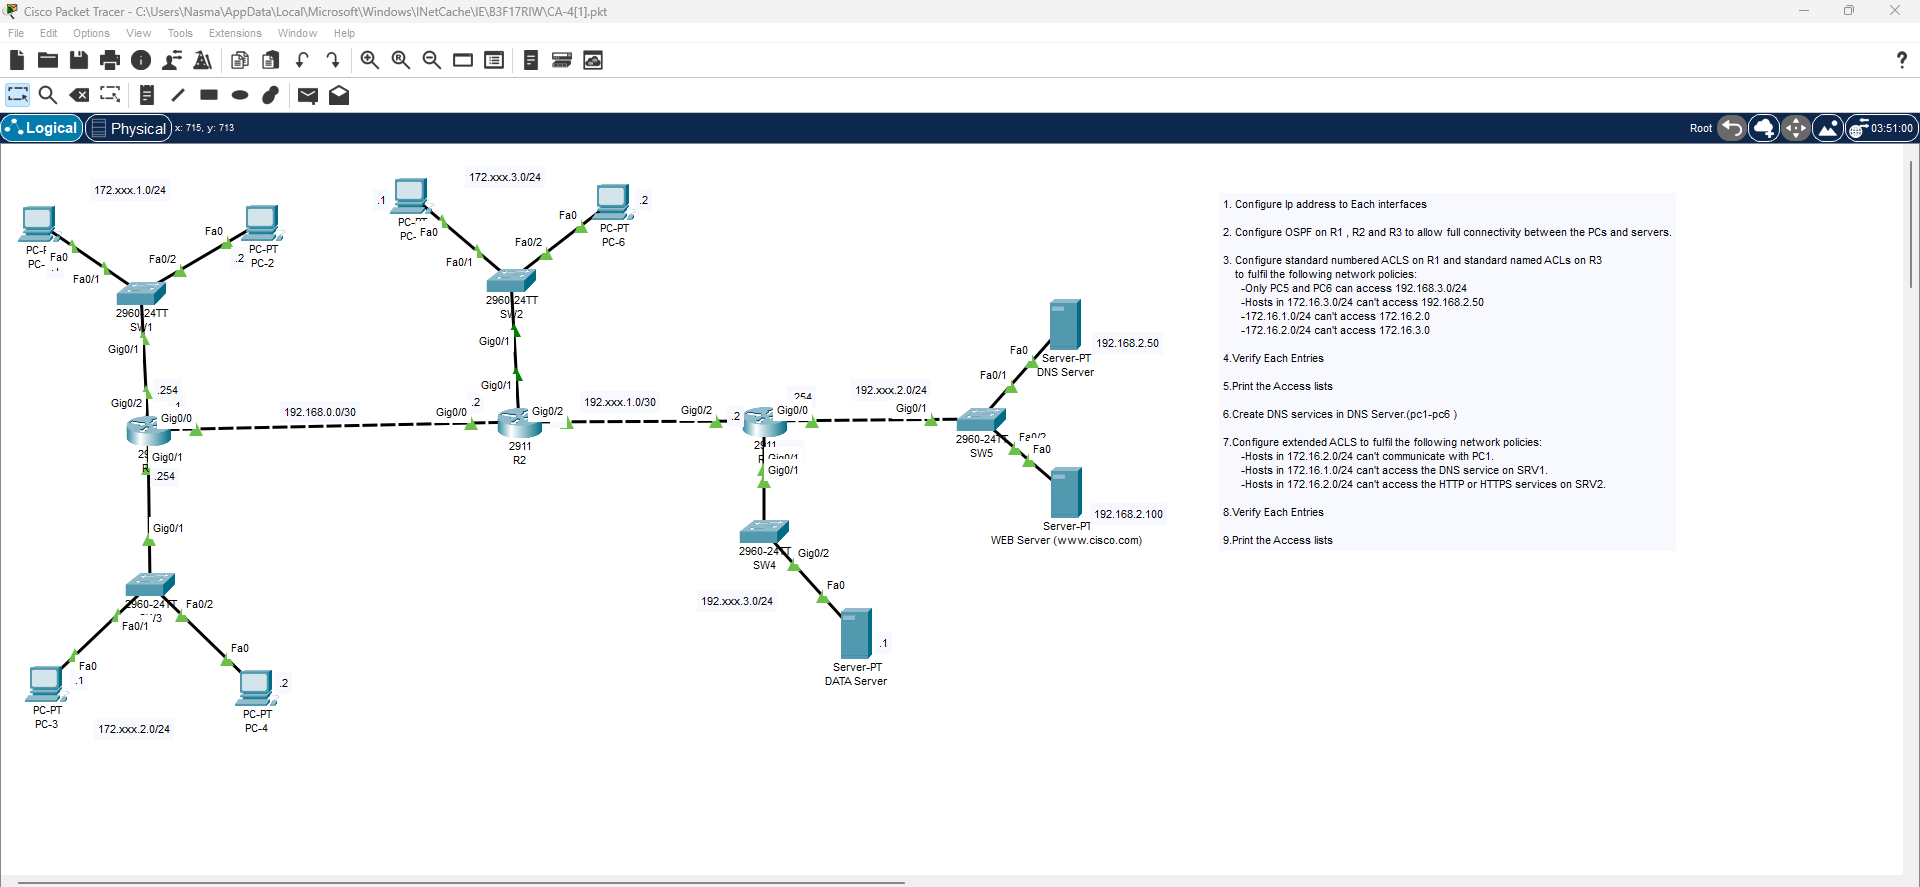 Cisco Packet Tracer - C:\Users\Nasma\AppData\Local\Microsoft\Windows\INetCache\IE\B3F17RIW\CA-4[1].pkt
File Edit Options View Tools Extensions Window Help
?
Logical Physical x: 715, y: 713
Root 03:51:00
172.xxx.1.0/24
Fa0
Fa0
Fa0/1
Fa0/2
.2
PC-PT
PC-2
2960-24TT
SW1
Gig0/1
172.xxx.3.0/24
.1
.2
Fa0
Fa0
PC-PT
PC-6
Fa0/1
Fa0/2
2960-24TT
SW2
Gig0/1
Gig0/1
.254
Gig0/2
Gig0/0
Gig0/1
.254
192.168.0.0/30
.2
Gig0/0
Gig0/2
2911
R2
192.xxx.1.0/30
Gig0/2
.2
254
Gig0/0
2911
Gig0/1
Gig0/1
192.xxx.2.0/24
Gig0/1
2960-24TT
SW5
Fa0/1
Fa0
Server-PT
DNS Server
192.168.2.50
Fa0/2
Fa0
Server-PT
WEB Server (www.cisco.com)
192.168.2.100
2960-24TT
SW4
Gig0/2
Fa0
192.xxx.3.0/24
.1
Server-PT
DATA Server
Gig0/1
2960-24TT
Fa0/1
Fa0/2
Fa0
.1
PC-PT
PC-3
Fa0
.2
PC-PT
PC-4
172.xxx.2.0/24
1. Configure Ip address to Each interfaces
2. Configure OSPF on R1 , R2 and R3 to allow full connectivity between the PCs and servers.
3. Configure standard numbered ACLS on R1 and standard named ACLs on R3
to fulfil the following network policies:
-Only PC5 and PC6 can access 192.168.3.0/24
-Hosts in 172.16.3.0/24 can't access 192.168.2.50
-172.16.1.0/24 can't access 172.16.2.0
-172.16.2.0/24 can't access 172.16.3.0
4.Verify Each Entries
5.Print the Access lists
6.Create DNS services in DNS Server.(pc1-pc6 )
7.Configure extended ACLS to fulfil the following network policies:
-Hosts in 172.16.2.0/24 can't communicate with PC1.
-Hosts in 172.16.1.0/24 can't access the DNS service on SRV1.
-Hosts in 172.16.2.0/24 can't access the HTTP or HTTPS services on SRV2.
8.Verify Each Entries
9.Print the Access lists